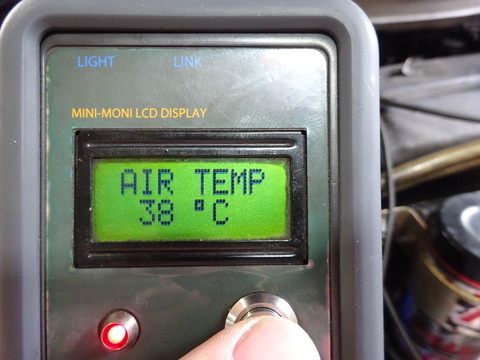 LIGHT LINK
MINI-MONI LCD DISPLAY
AIR TEMP
38 °C